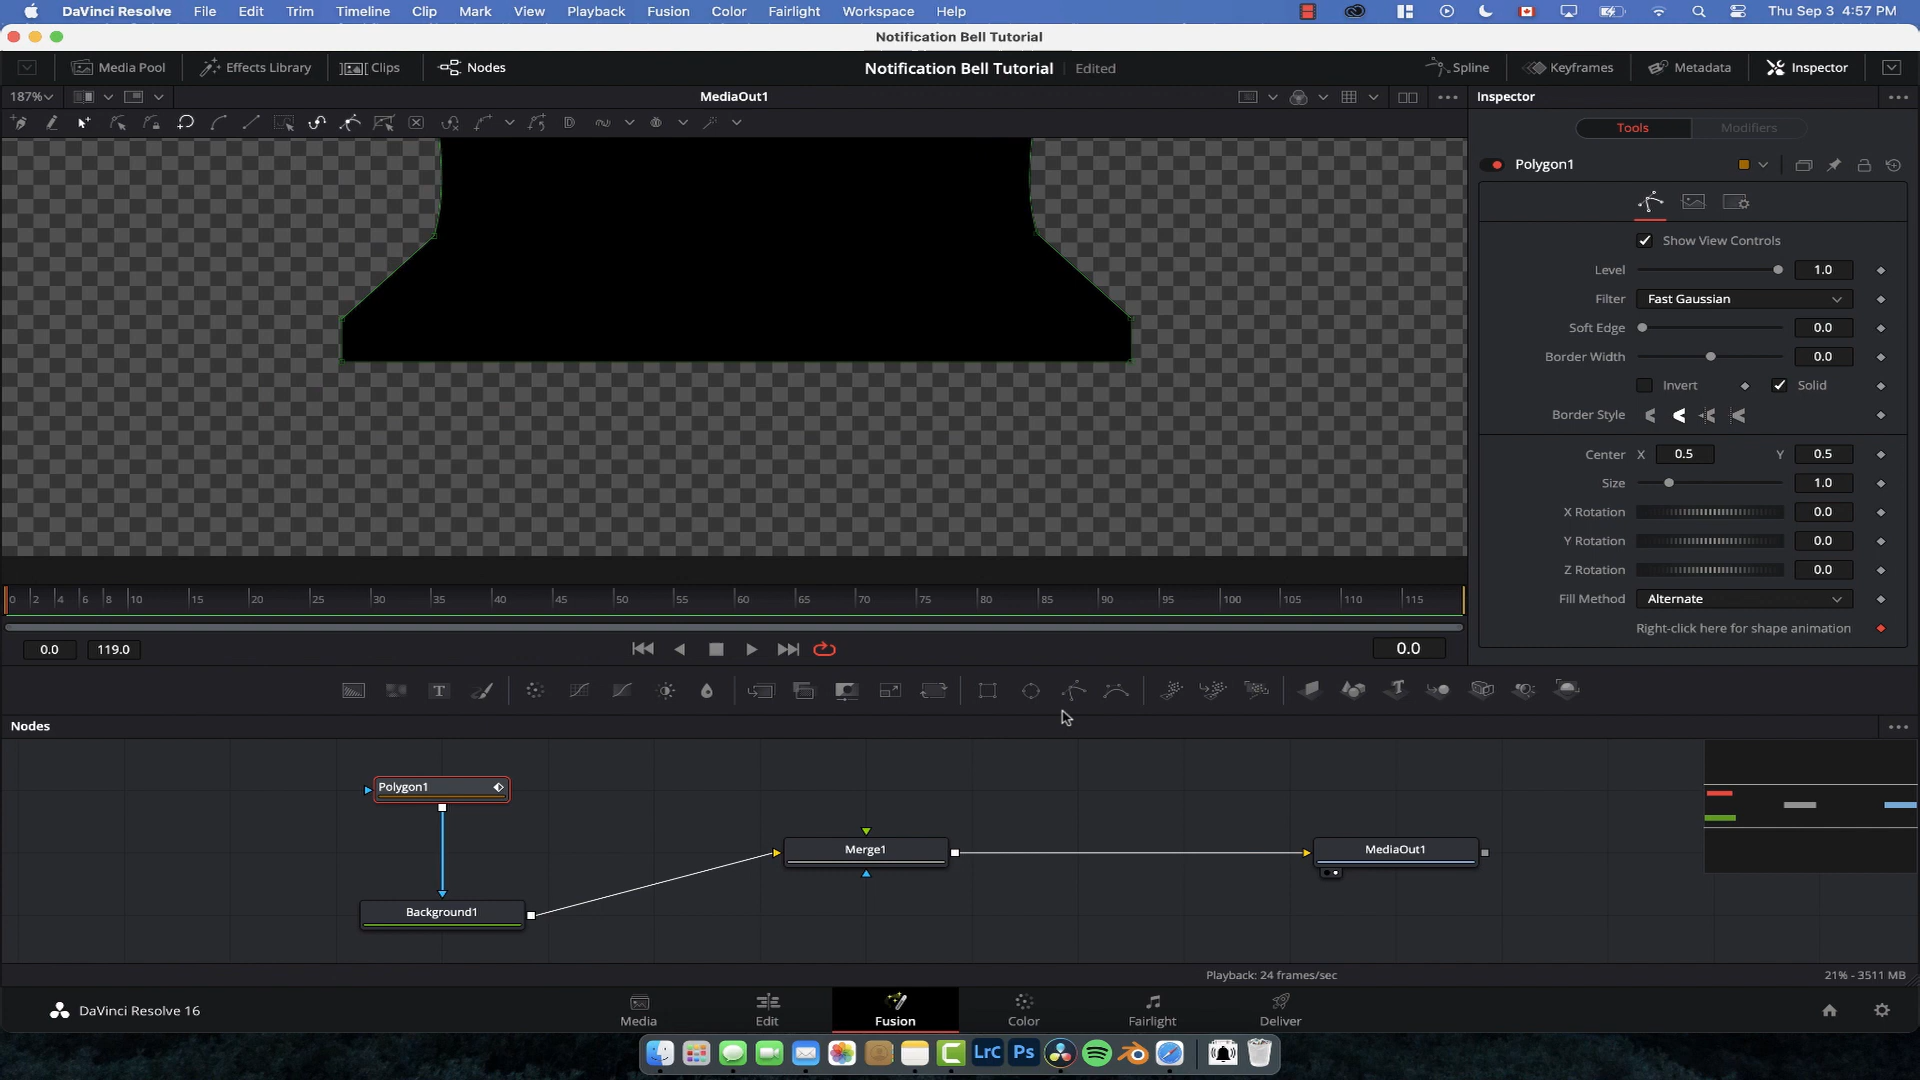 DaVinci Resolve File Edit Trim Timeline Clip Mark View Playback Fusion Color Fairlight Workspace Help Thu Sep 3 4:57 PM
Notification Bell Tutorial
Media Pool Effects Library Clips Nodes Notification Bell Tutorial Edited Spline Keyframes Metadata Inspector
187% MediaOut1 Inspector
Tools Modifiers
Polygon1
Show View Controls
Level 1.0
Filter Fast Gaussian
Soft Edge 0.0
Border Width 0.0
Invert Solid
Border Style
Center X 0.5 Y 0.5
Size 1.0
X Rotation 0.0
Y Rotation 0.0
Z Rotation 0.0
Fill Method Alternate
Right-click here for shape animation
0 2 4 6 8 10 15 20 25 30 35 40 45 50 55 60 65 70 75 80 85 90 95 100 105 110 115
0.0 119.0 0.0
T T
Nodes
Polygon1
Merge1 MediaOut1
Background1
Playback: 24 frames/sec 21% - 3511 MB
DaVinci Resolve 16
Media Edit Fusion Color Fairlight Deliver
LrC Ps